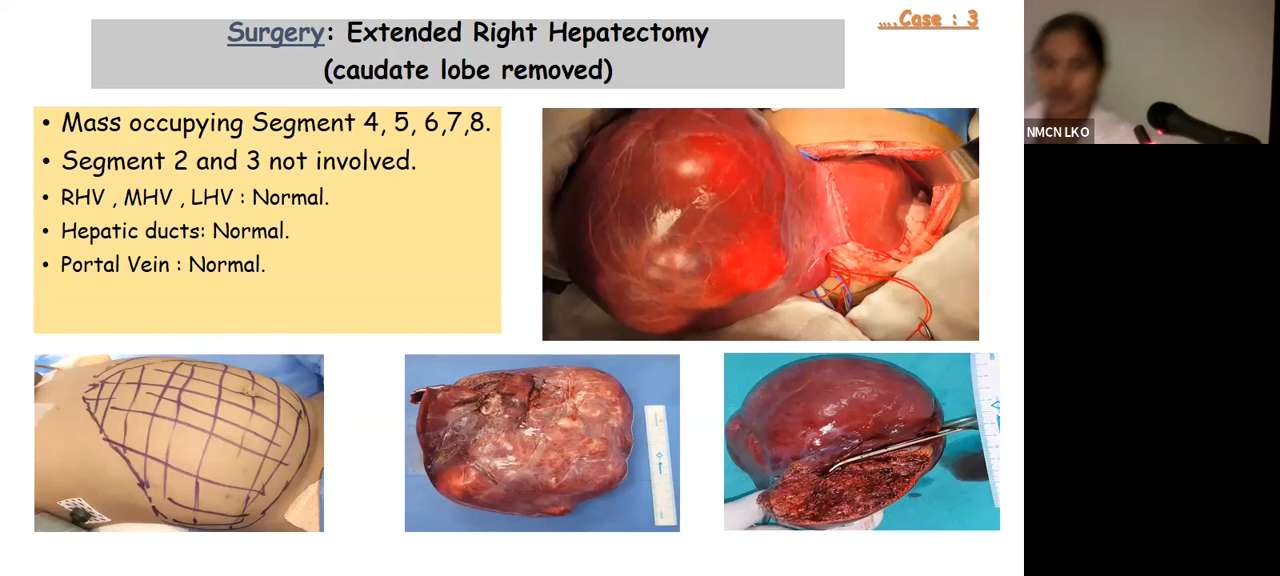 ....Case : 3
Surgery: Extended Right Hepatectomy
(caudate lobe removed)
• Mass occupying Segment 4, 5, 6,7,8.
• Segment 2 and 3 not involved.
• RHV , MHV , LHV : Normal.
• Hepatic ducts: Normal.
• Portal Vein : Normal.
NMCN LKO